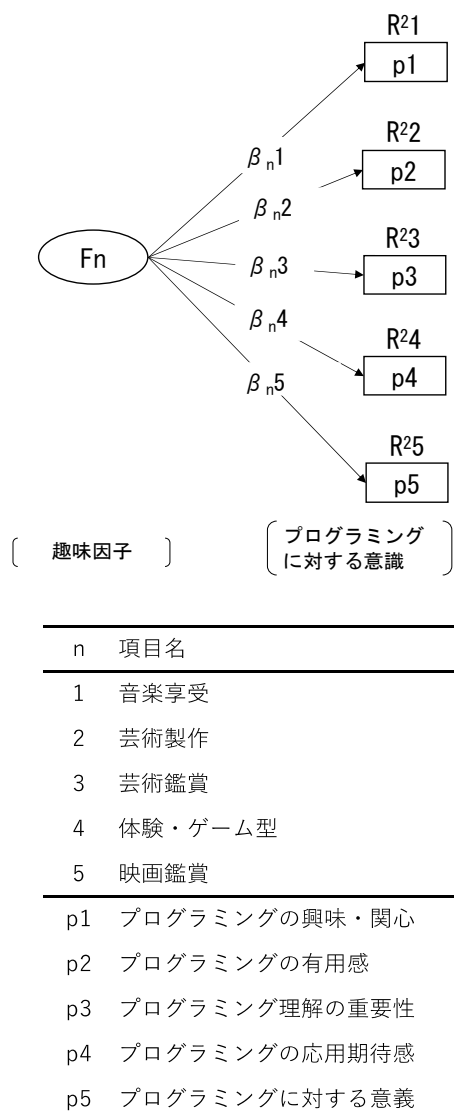 R²1
p1
R²2
p2
R²3
p3
R²4
p4
R²5
p5
Fn
βn1
βn2
βn3
βn4
βn5
〔 趣味因子 〕
プログラミング
に対する意識
n 項目名
1 音楽享受
2 芸術製作
3 芸術鑑賞
4 体験・ゲーム型
5 映画鑑賞
p1 プログラミングの興味・関心
p2 プログラミングの有用感
p3 プログラミング理解の重要性
p4 プログラミングの応用期待感
p5 プログラミングに対する意義